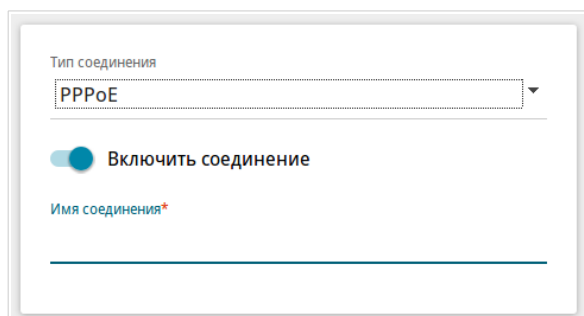 Тип соединения
PPPoE
Включить соединение
Имя соединения*